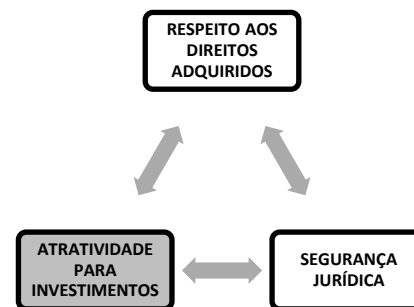 RESPEITO AOS
DIREITOS
ADQUIRIDOS
ATRATIVIDADE
PARA
INVESTIMENTOS
SEGURANÇA
JURÍDICA